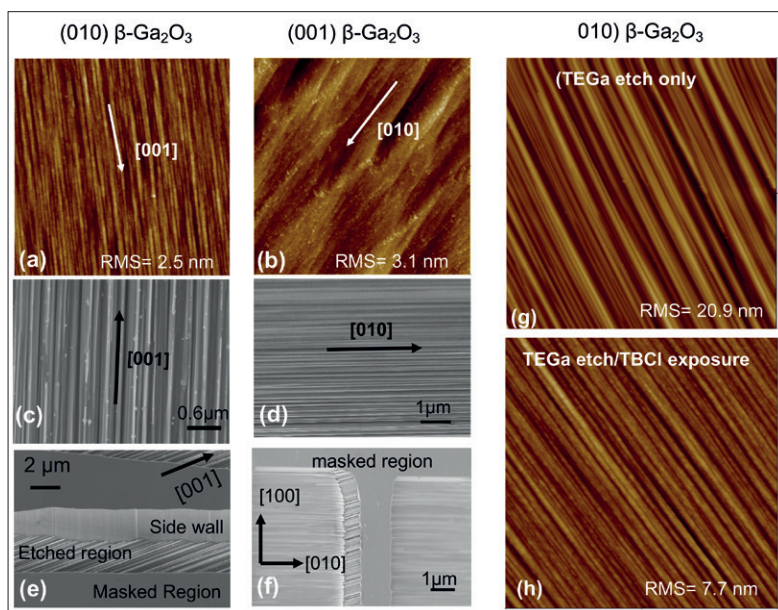 (010) β-Ga₂O₃
(001) β-Ga₂O₃
010) β-Ga₂O₃
[001]
(a)
RMS= 2.5 nm
[010]
(b)
RMS= 3.1 nm
(TEGa etch only
(g)
RMS= 20.9 nm
[001]
(c)
0.6μm
[010]
(d)
1μm
TEGa etch/TBCl exposure
(h)
RMS= 7.7 nm
2 μm
[001]
Side wall
Etched region
(e)
Masked Region
masked region
[100]
[010]
(f)
1μm